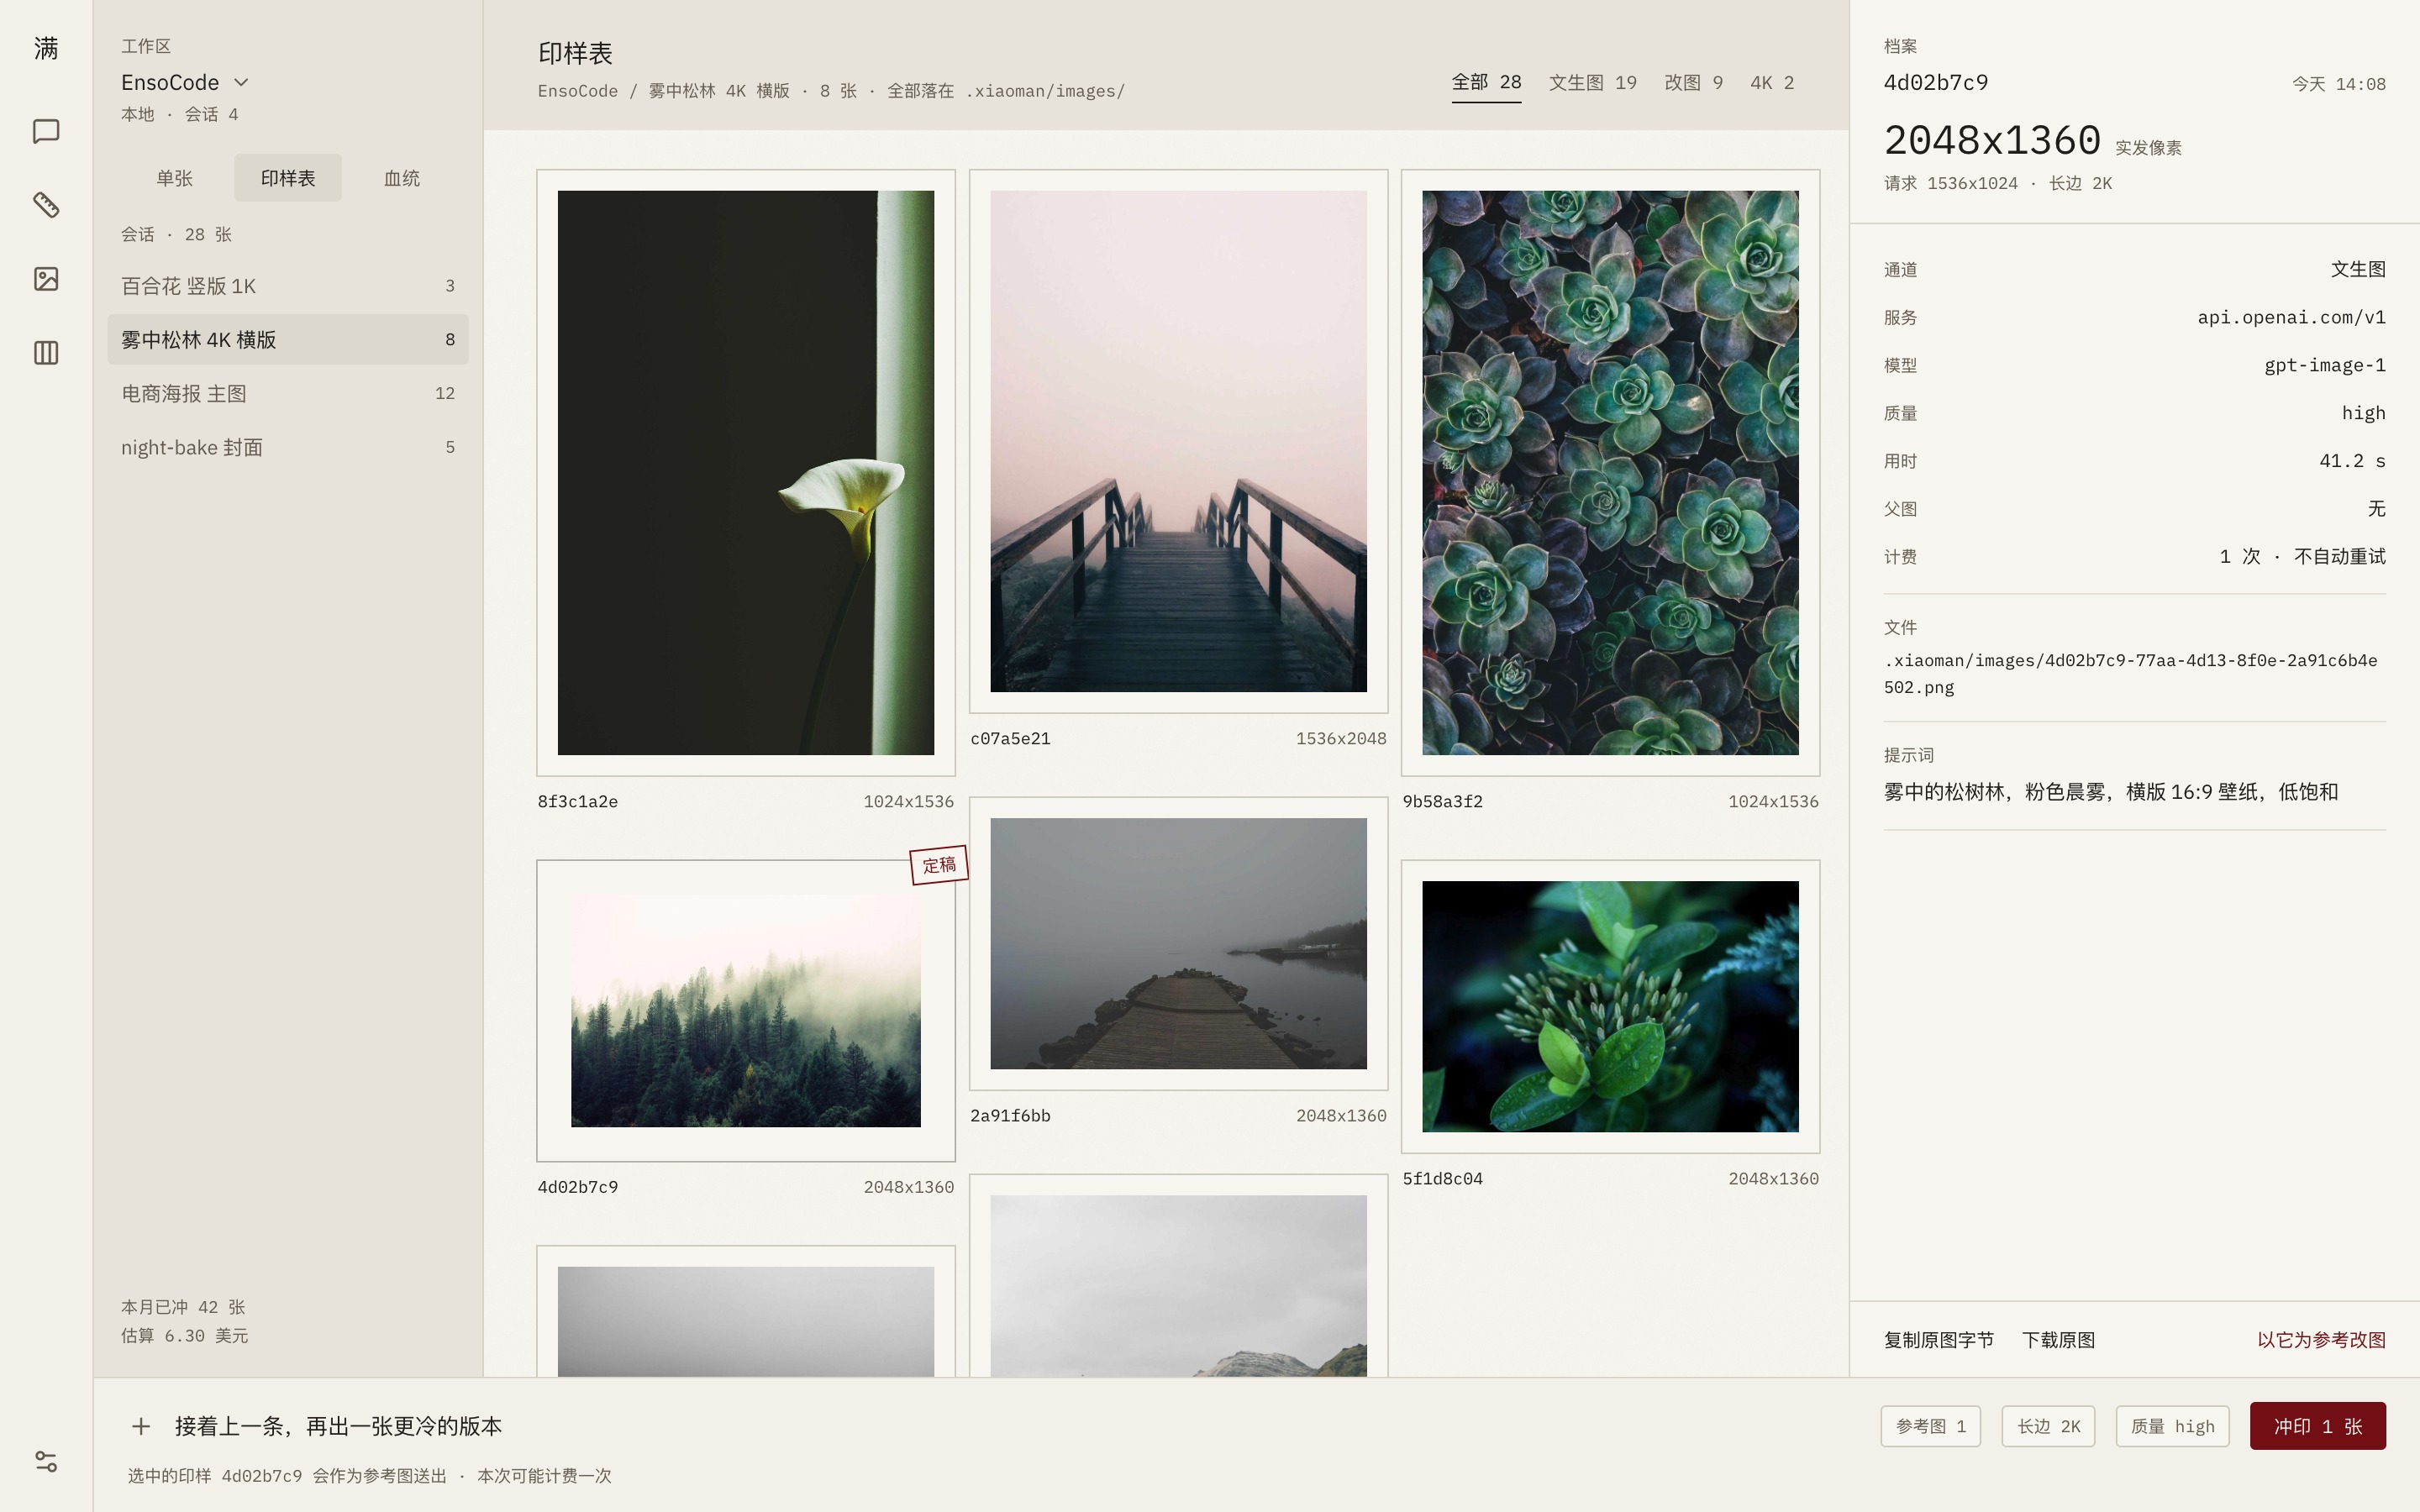 满
工作区
EnsoCode
本地 · 会话 4
单张 印样表 血统
会话 · 28 张
百合花 竖版 1K 3
雾中松林 4K 横版 8
电商海报 主图 12
night-bake 封面 5
本月已冲 42 张
估算 6.30 美元
印样表
EnsoCode / 雾中松林 4K 横版 · 8 张 · 全部落在 .xiaoman/images/
全部 28 文生图 19 改图 9 4K 2
8f3c1a2e 1024x1536
c07a5e21 1536x2048
9b58a3f2 1024x1536
定稿
4d02b7c9 2048x1360
2a91f6bb 2048x1360
5f1d8c04 2048x1360
档案
4d02b7c9 今天 14:08
2048x1360 实发像素
请求 1536x1024 · 长边 2K
通道 文生图
服务 api.openai.com/v1
模型 gpt-image-1
质量 high
用时 41.2 s
父图 无
计费 1 次 · 不自动重试
文件
.xiaoman/images/4d02b7c9-77aa-4d13-8f0e-2a91c6b4e
502.png
提示词
雾中的松树林，粉色晨雾，横版 16:9 壁纸，低饱和
复制原图字节 下载原图 以它为参考改图
接着上一条，再出一张更冷的版本
参考图 1 长边 2K 质量 high 冲印 1 张
选中的印样 4d02b7c9 会作为参考图送出 · 本次可能计费一次